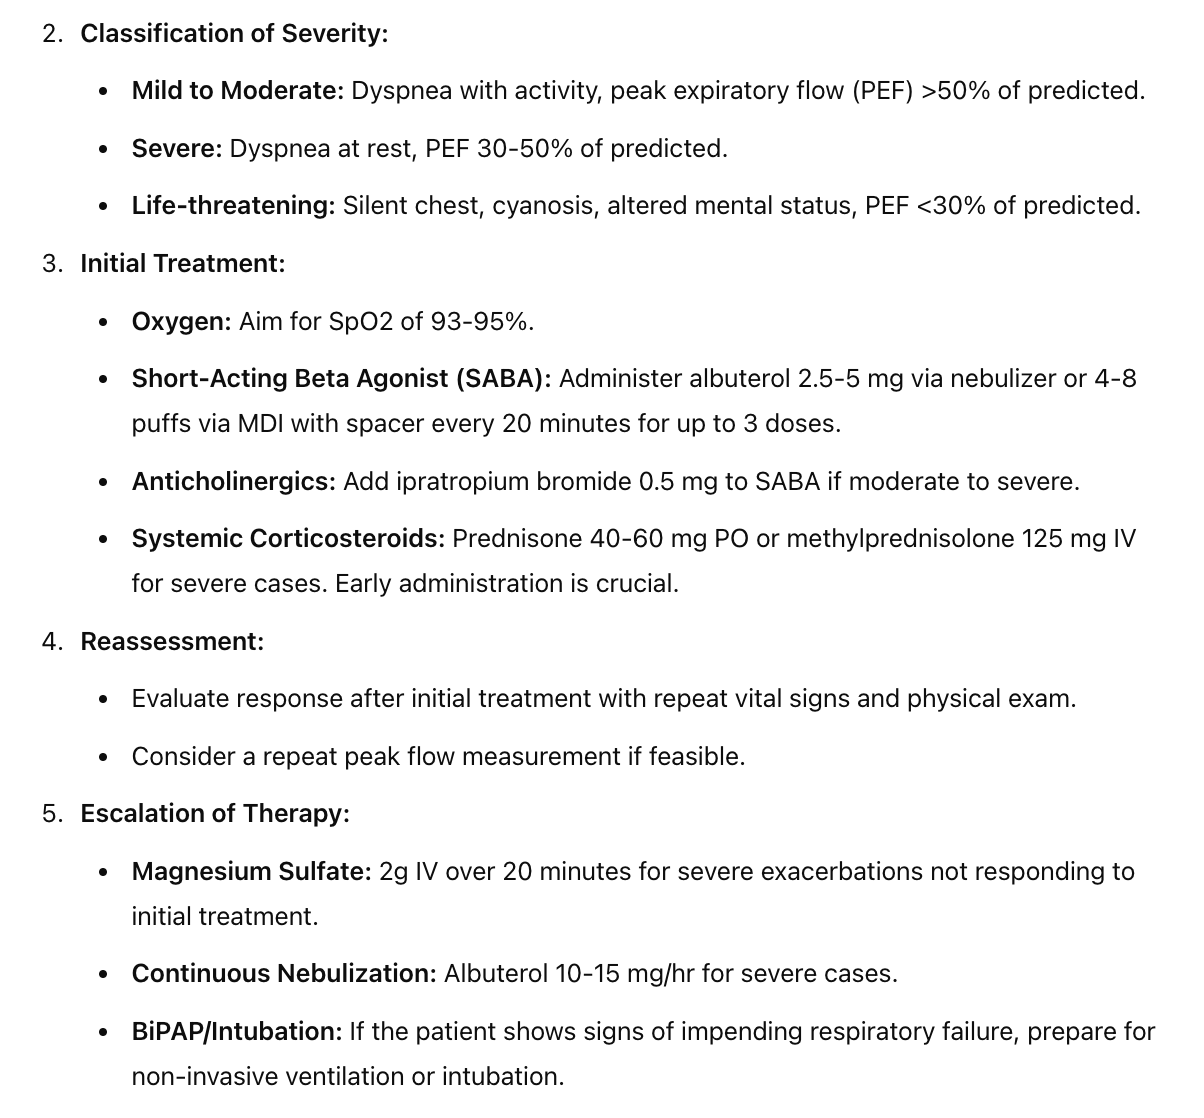 2. Classification of Severity:
• Mild to Moderate: Dyspnea with activity, peak expiratory flow (PEF) >50% of predicted.
• Severe: Dyspnea at rest, PEF 30-50% of predicted.
• Life-threatening: Silent chest, cyanosis, altered mental status, PEF <30% of predicted.
3. Initial Treatment:
• Oxygen: Aim for SpO2 of 93-95%.
• Short-Acting Beta Agonist (SABA): Administer albuterol 2.5-5 mg via nebulizer or 4-8
puffs via MDI with spacer every 20 minutes for up to 3 doses.
• Anticholinergics: Add ipratropium bromide 0.5 mg to SABA if moderate to severe.
• Systemic Corticosteroids: Prednisone 40-60 mg PO or methylprednisolone 125 mg IV
for severe cases. Early administration is crucial.
4. Reassessment:
• Evaluate response after initial treatment with repeat vital signs and physical exam.
• Consider a repeat peak flow measurement if feasible.
5. Escalation of Therapy:
• Magnesium Sulfate: 2g IV over 20 minutes for severe exacerbations not responding to
initial treatment.
• Continuous Nebulization: Albuterol 10-15 mg/hr for severe cases.
• BiPAP/Intubation: If the patient shows signs of impending respiratory failure, prepare for
non-invasive ventilation or intubation.